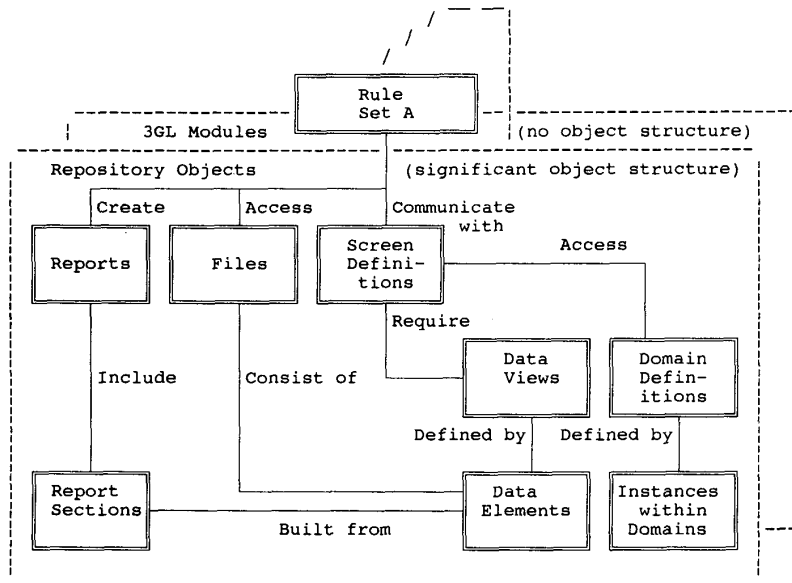 Rule
Set A
3GL Modules
(no object structure)
Repository Objects
(significant object structure)
Create
Access
Communicate
with
Access
Reports
Files
Screen
Defini-
tions
Require
Data
Views
Domain
Defin-
itions
Include
Consist of
Defined by
Defined by
Report
Sections
Data
Elements
Instances
within
Domains
Built from